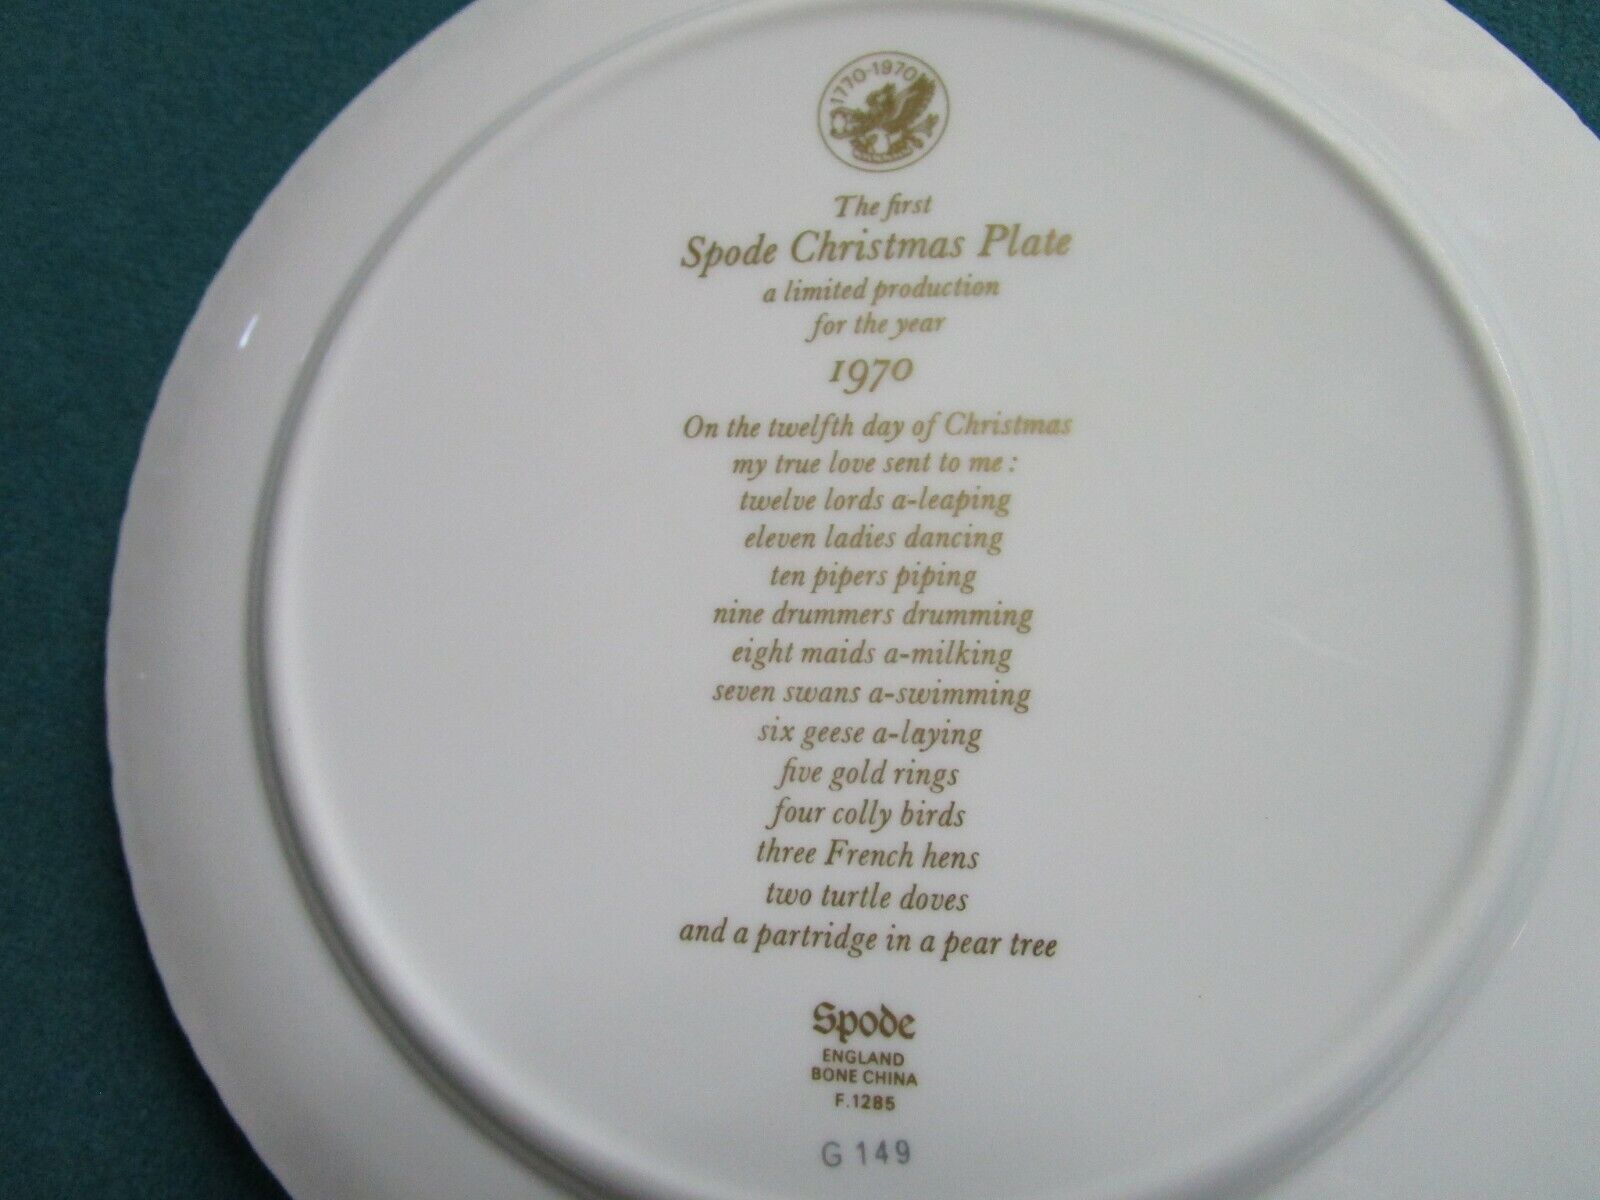 1770-1970
The first
Spode Christmas Plate
a limited production
for the year
1970
On the twelfth day of Christmas
my true love sent to me :
twelve lords a-leaping
eleven ladies dancing
ten pipers piping
nine drummers drumming
eight maids a-milking
seven swans a-swimming
six geese a-laying
five gold rings
four colly birds
three French hens
two turtle doves
and a partridge in a pear tree
Spode
ENGLAND
BONE CHINA
F.1285
G 149